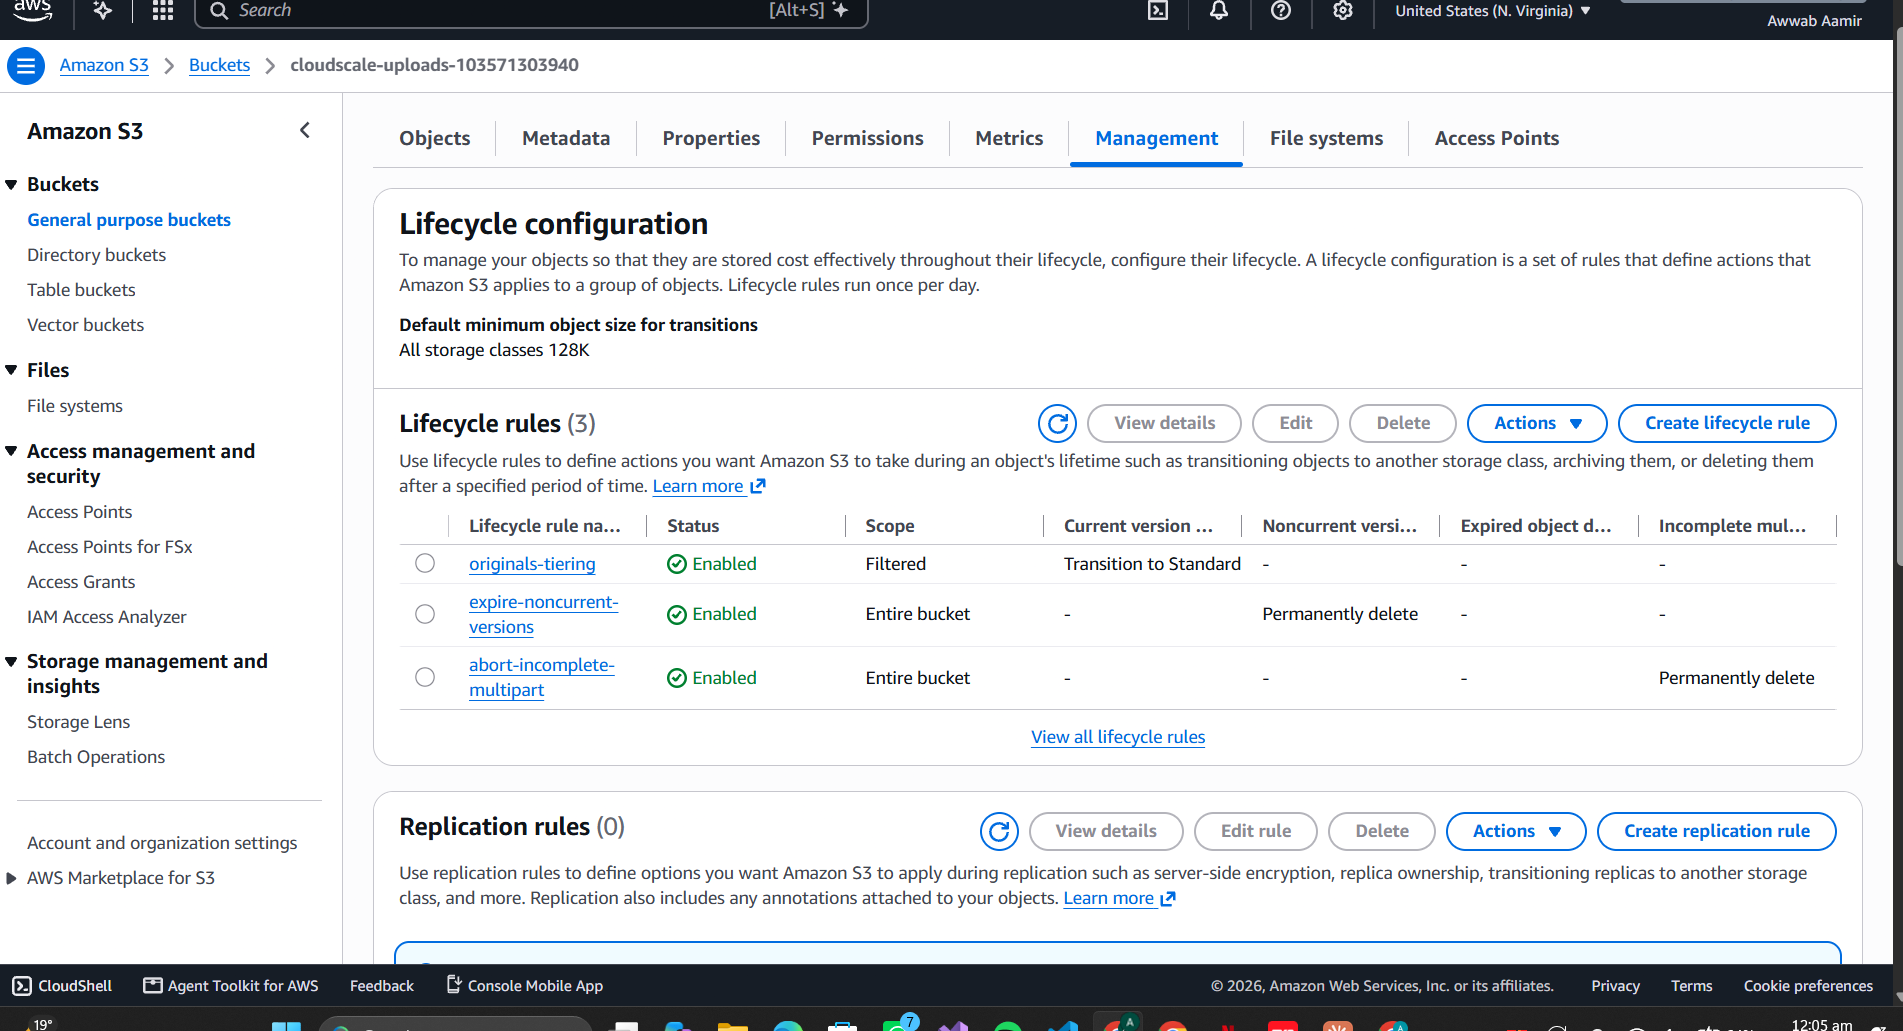 aws
Search
[Alt+S]
United States (N. Virginia)
Awwab Aamir
Amazon S3
Buckets
cloudscale-uploads-103571303940
Amazon S3
Buckets
General purpose buckets
Directory buckets
Table buckets
Vector buckets
Files
File systems
Access management and
security
Access Points
Access Points for FSx
Access Grants
IAM Access Analyzer
Storage management and
insights
Storage Lens
Batch Operations
Account and organization settings
AWS Marketplace for S3
Objects
Metadata
Properties
Permissions
Metrics
Management
File systems
Access Points
Lifecycle configuration
To manage your objects so that they are stored cost effectively throughout their lifecycle, configure their lifecycle. A lifecycle configuration is a set of rules that define actions that
Amazon S3 applies to a group of objects. Lifecycle rules run once per day.
Default minimum object size for transitions
All storage classes 128K
Lifecycle rules (3)
View details
Edit
Delete
Actions
Create lifecycle rule
Use lifecycle rules to define actions you want Amazon S3 to take during an object's lifetime such as transitioning objects to another storage class, archiving them, or deleting them
after a specified period of time. Learn more
Lifecycle rule na... Status Scope Current version ... Noncurrent versi... Expired object d... Incomplete mul...
originals-tiering Enabled Filtered Transition to Standard - - -
expire-noncurrent-
versions Enabled Entire bucket - Permanently delete - -
abort-incomplete-
multipart Enabled Entire bucket - - - Permanently delete
View all lifecycle rules
Replication rules (0)
View details
Edit rule
Delete
Actions
Create replication rule
Use replication rules to define options you want Amazon S3 to apply during replication such as server-side encryption, replica ownership, transitioning replicas to another storage
class, and more. Replication also includes any annotations attached to your objects. Learn more
CloudShell
Agent Toolkit for AWS
Feedback
Console Mobile App
© 2026, Amazon Web Services, Inc. or its affiliates.
Privacy
Terms
Cookie preferences
19°
7
A
A
12:05 am